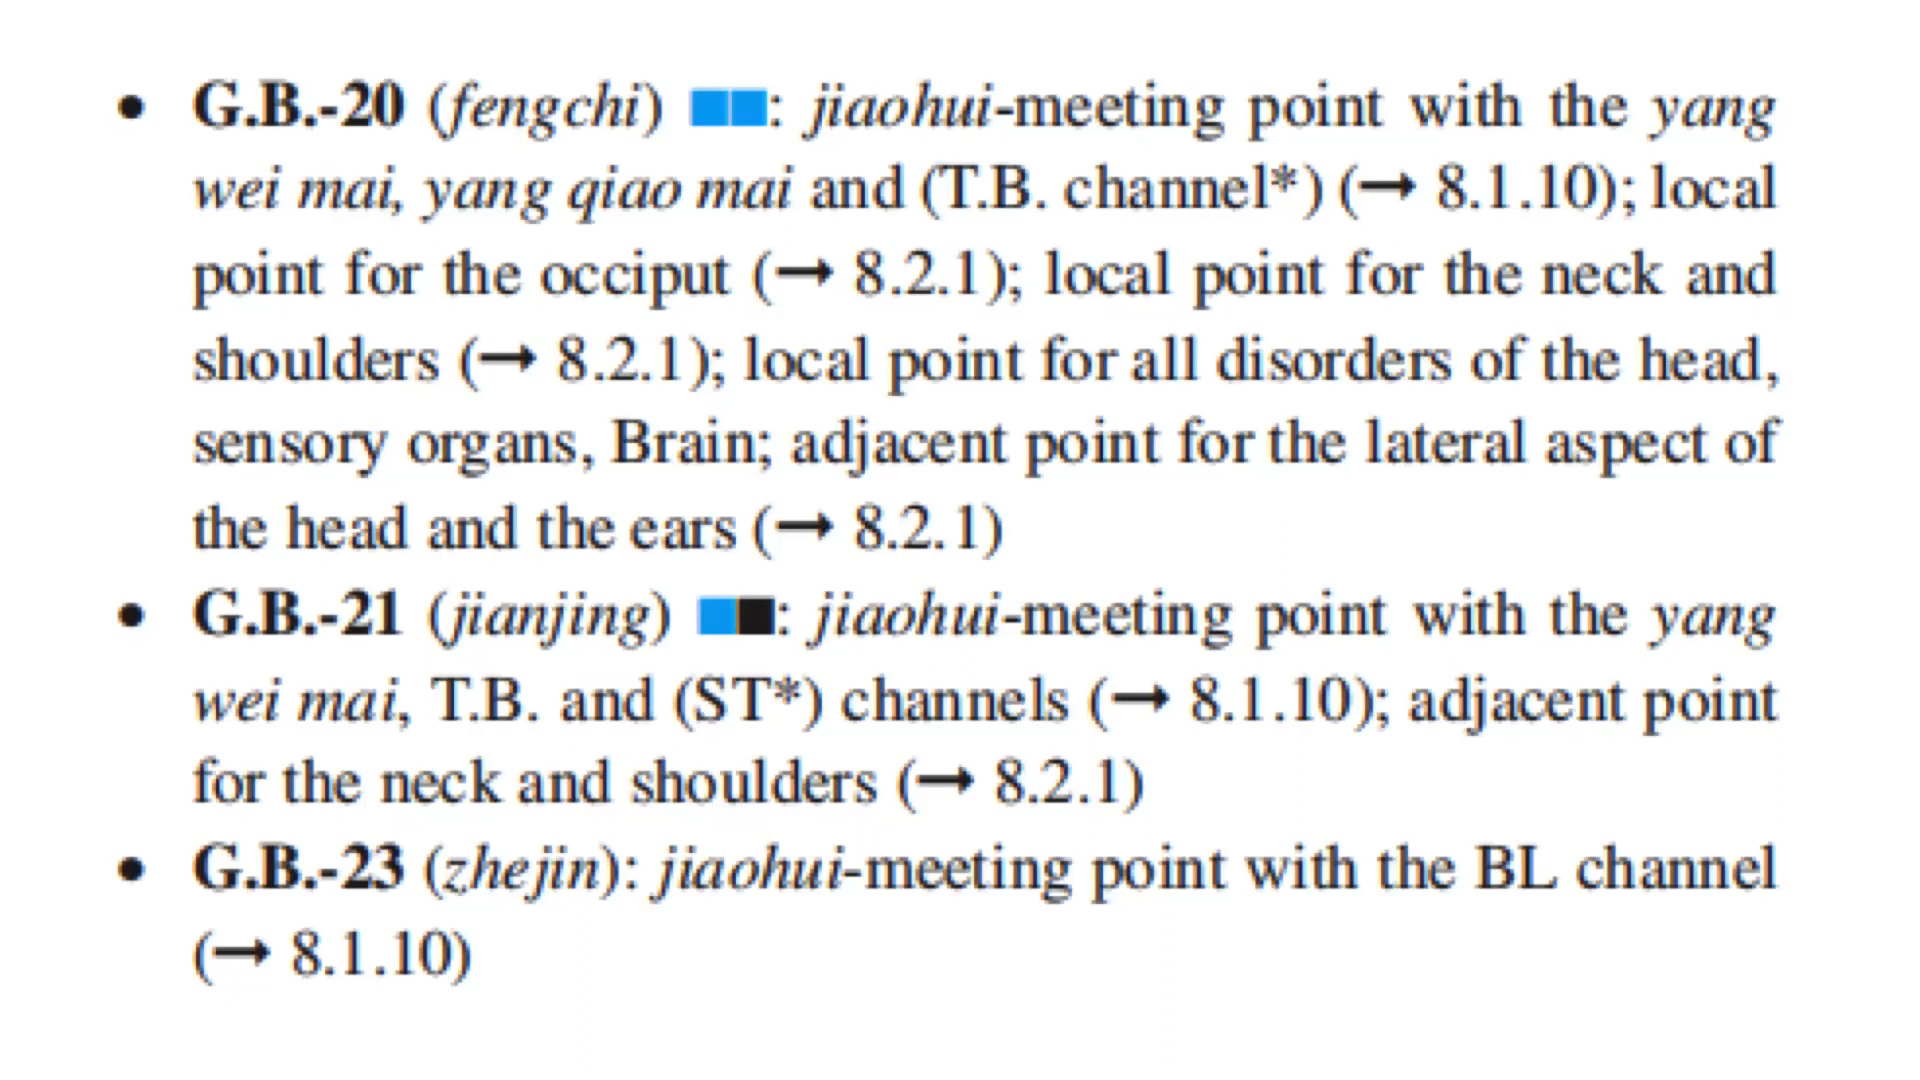 • G.B.-20 (fengchi) ■■: jiaohui-meeting point with the yang
wei mai, yang qiao mai and (T.B. channel*) (→ 8.1.10); local
point for the occiput (→ 8.2.1); local point for the neck and
shoulders (→ 8.2.1); local point for all disorders of the head,
sensory organs, Brain; adjacent point for the lateral aspect of
the head and the ears (→ 8.2.1)
• G.B.-21 (jianjing) ■■: jiaohui-meeting point with the yang
wei mai, T.B. and (ST*) channels (→ 8.1.10); adjacent point
for the neck and shoulders (→ 8.2.1)
• G.B.-23 (zhejin): jiaohui-meeting point with the BL channel
(→ 8.1.10)